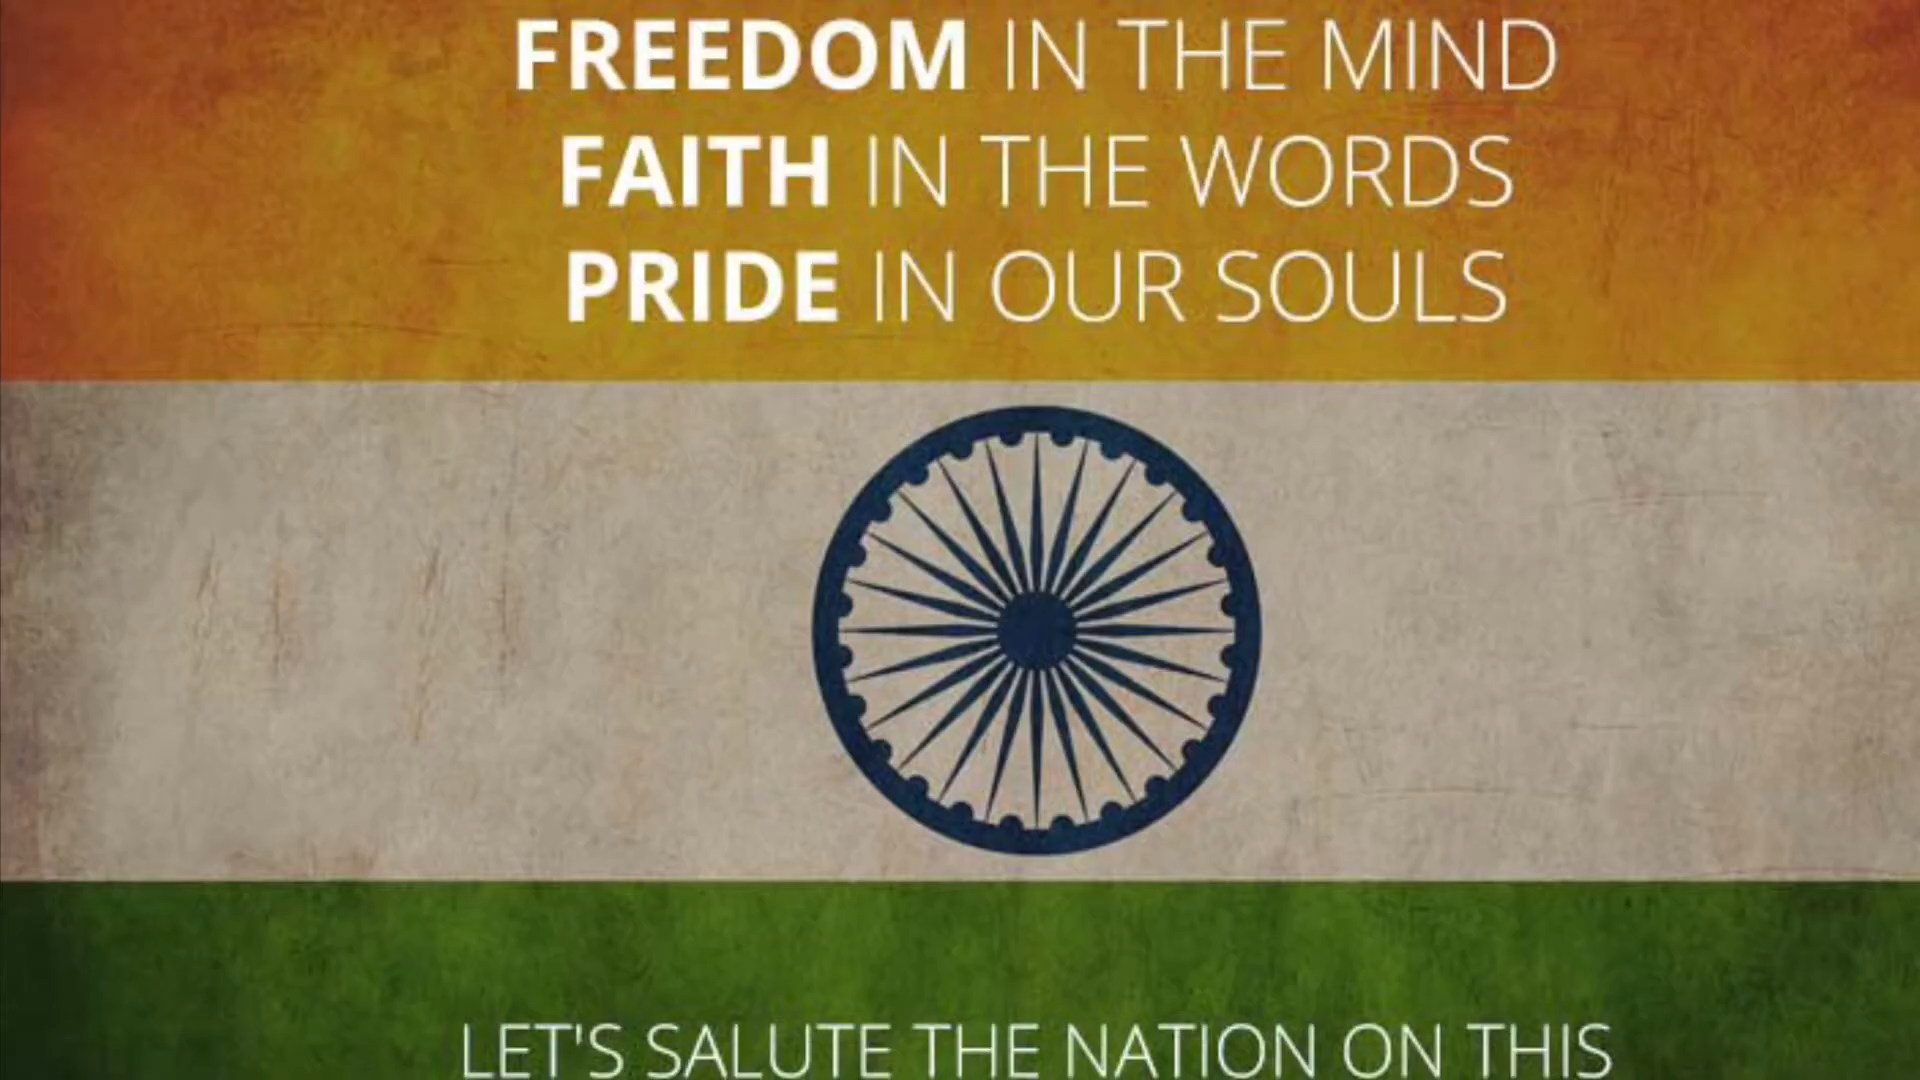 FREEDOM IN THE MIND
FAITH IN THE WORDS
PRIDE IN OUR SOULS
LET'S SALUTE THE NATION ON THIS